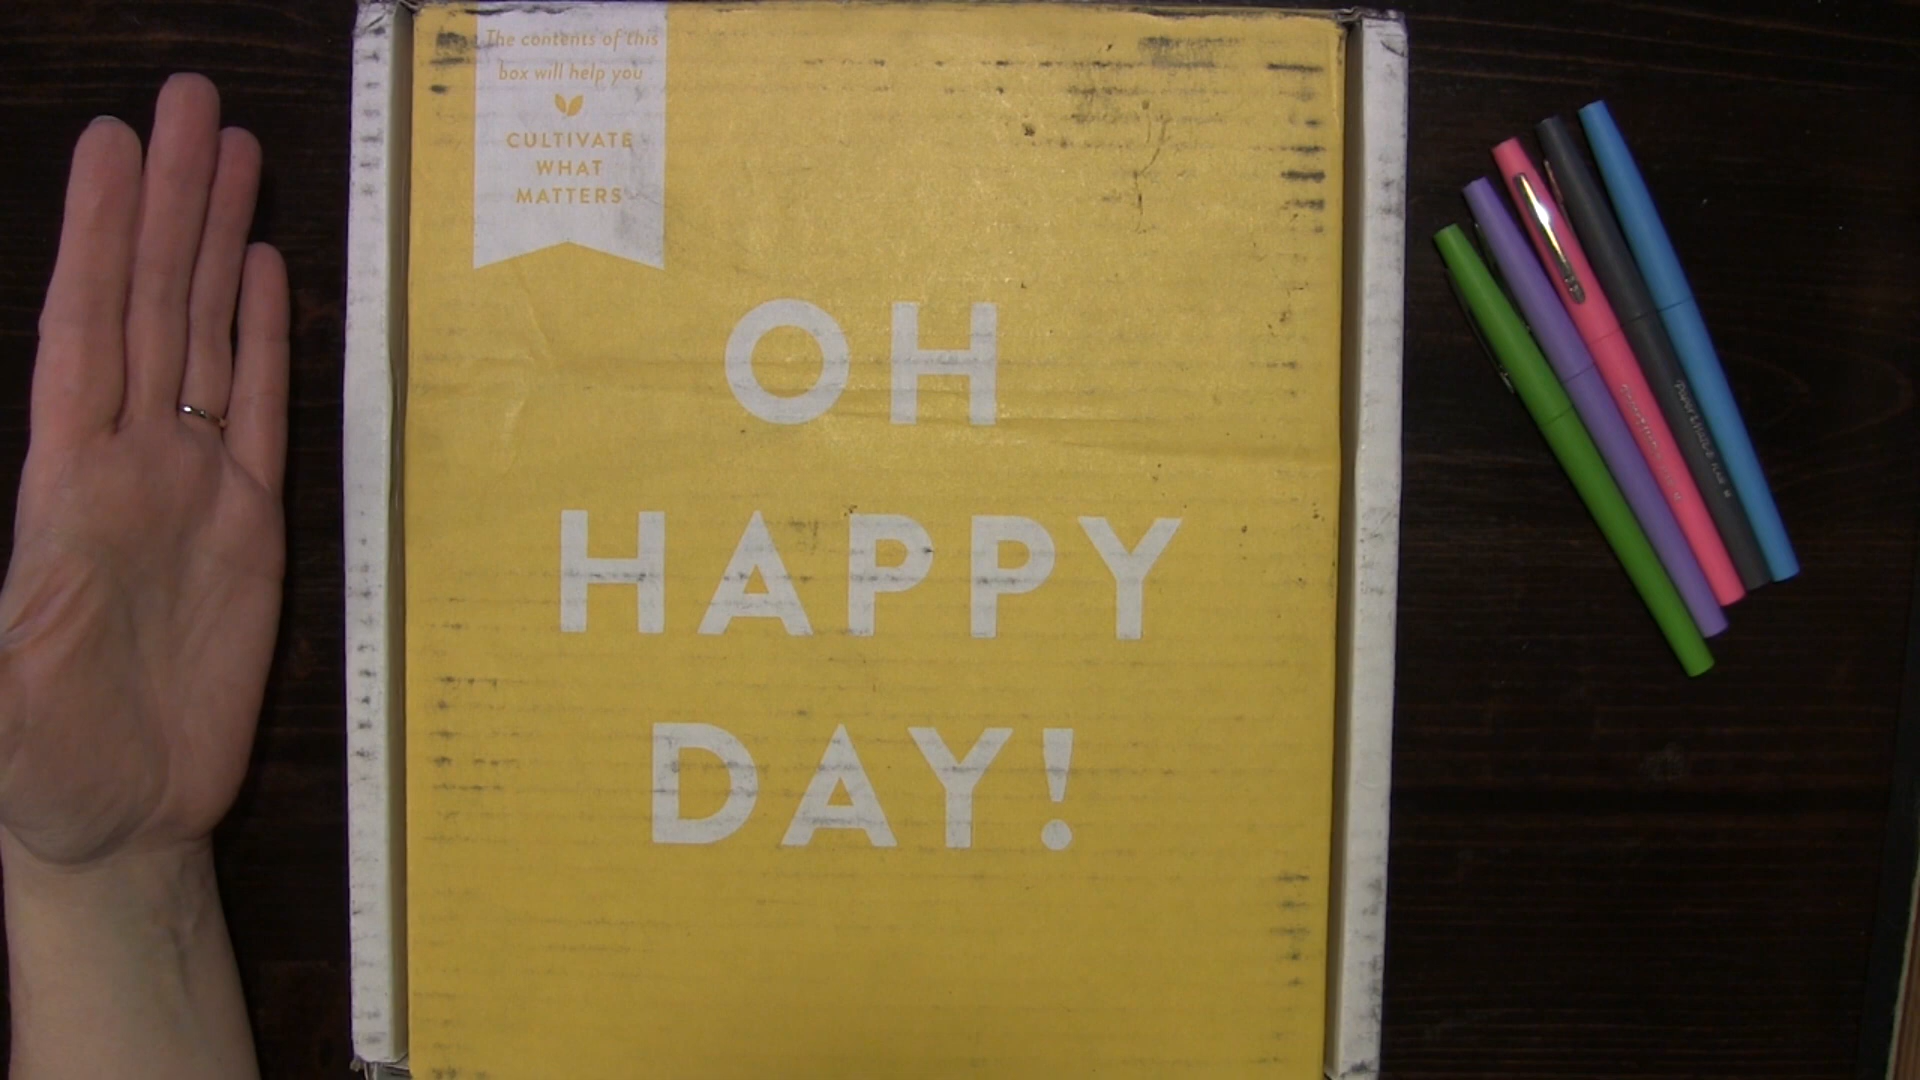 The contents of this
box will help you
CULTIVATE
WHAT
MATTERS
OH
HAPPY
DAY!